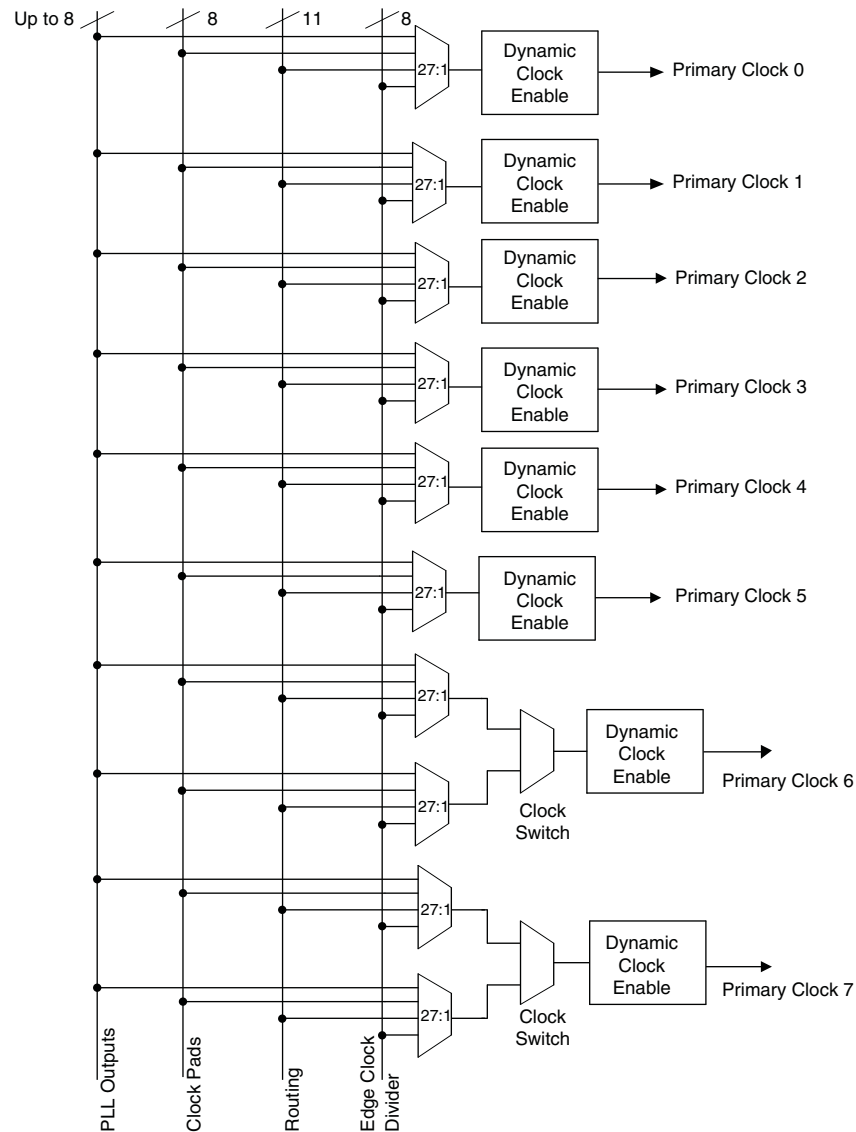 Up to 8
8
11
8
27:1
Dynamic
Clock
Enable
Primary Clock 0
27:1
Dynamic
Clock
Enable
Primary Clock 1
27:1
Dynamic
Clock
Enable
Primary Clock 2
27:1
Dynamic
Clock
Enable
Primary Clock 3
27:1
Dynamic
Clock
Enable
Primary Clock 4
27:1
Dynamic
Clock
Enable
Primary Clock 5
27:1
27:1
Clock
Switch
Dynamic
Clock
Enable
Primary Clock 6
27:1
27:1
Clock
Switch
Dynamic
Clock
Enable
Primary Clock 7
PLL Outputs
Clock Pads
Routing
Edge Clock
Divider